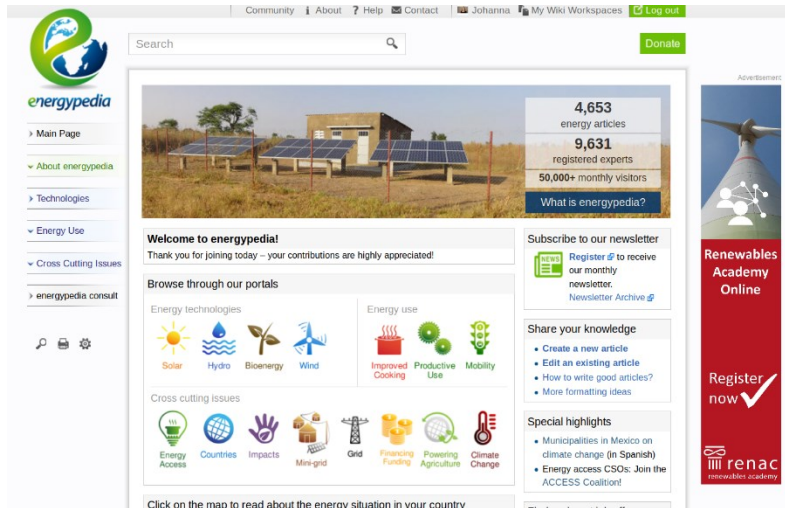 Community About ? Help Contact Johanna My Wiki Workspaces Log out
Search
Donate
energypedia
Main Page
About energypedia
Technologies
Energy Use
Cross Cutting Issues
energypedia consult
4,653
energy articles
9,631
registered experts
50,000+ monthly visitors
What is energypedia?
Welcome to energypedia!
Thank you for joining today – your contributions are highly appreciated!
Browse through our portals
Energy technologies
Solar Hydro Bioenergy Wind
Energy use
Improved Cooking
Productive Use
Mobility
Cross cutting issues
Energy Access
Countries
Impacts
Mini-grid
Grid
Financing Funding
Powering Agriculture
Climate Change
Click on the map to read about the energy situation in your country
Subscribe to our newsletter
NEWS
Register to receive
our monthly
newsletter.
Newsletter Archive
Share your knowledge
Create a new article
Edit an existing article
How to write good articles?
More formatting ideas
Special highlights
Municipalities in Mexico on
climate change (in Spanish)
Energy access CSOs: Join the
ACCESS Coalition!
Advertisement
Renewables
Academy
Online
Register
now
renac
renewables academy